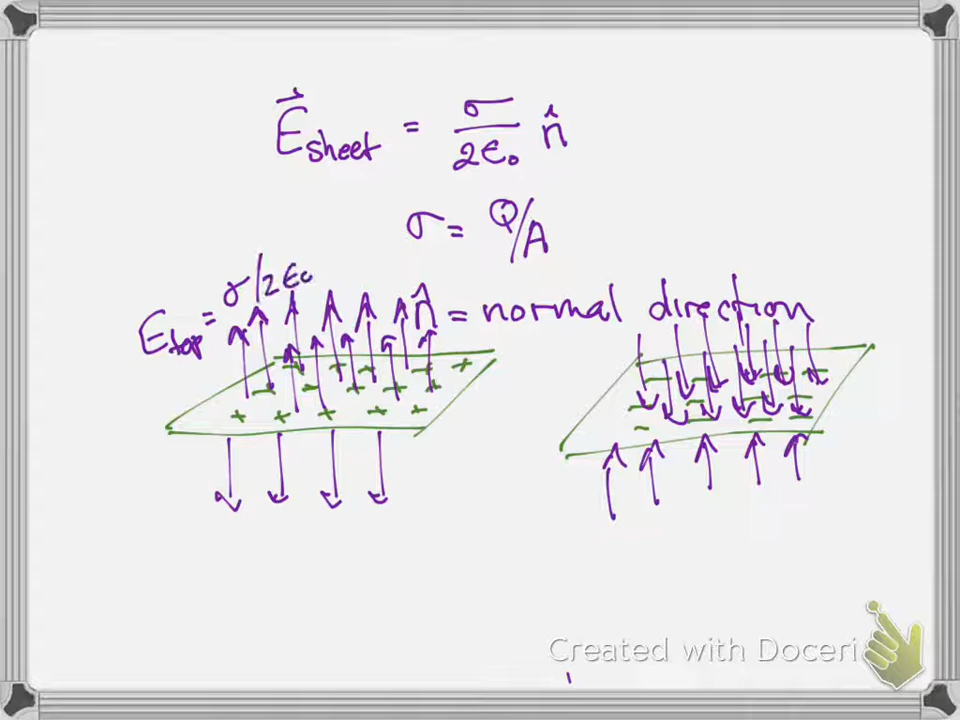 E⃗sheet = σ/2ϵ₀ n̂
σ = Q/A
Etop = σ/2ϵ₀
n̂ = normal direction
+ + + + + + + + + + + +
− − − − − − − −
Created with Doceri